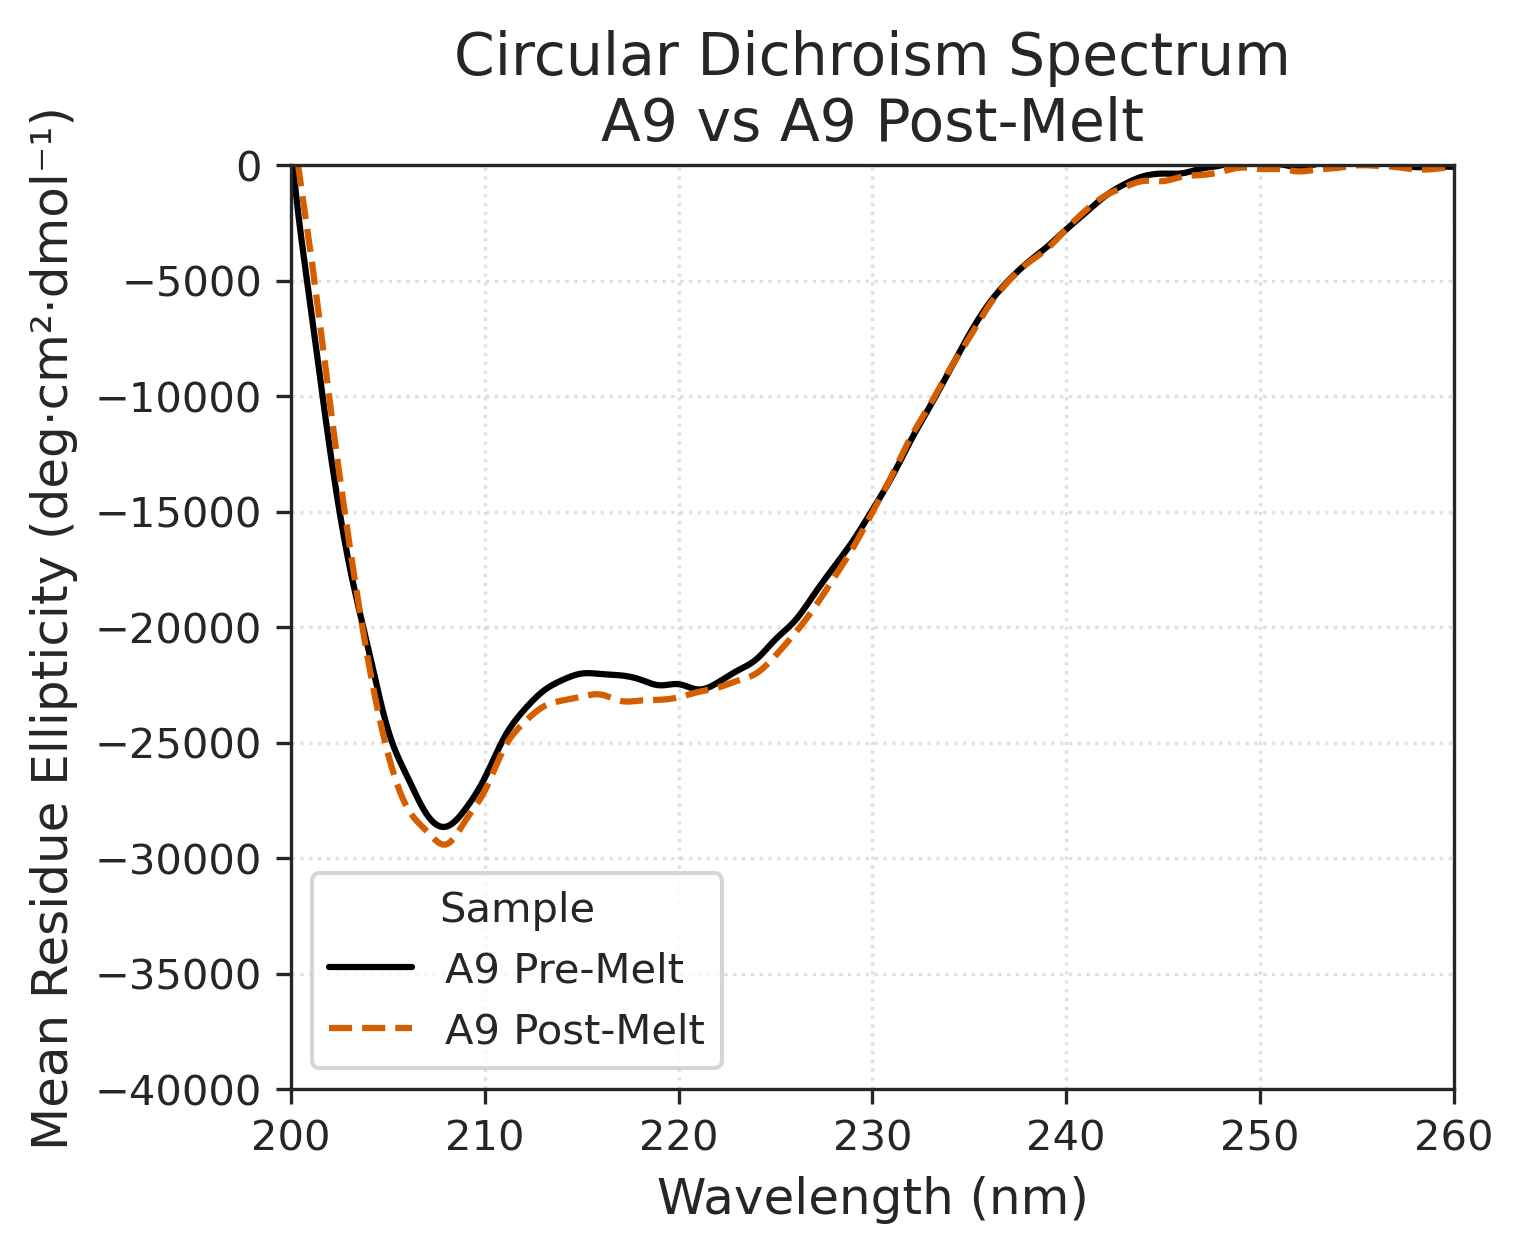 Circular Dichroism Spectrum
A9 vs A9 Post-Melt
Mean Residue Ellipticity (deg·cm²·dmol⁻¹)
0
−5000
−10000
−15000
−20000
−25000
−30000
−35000
−40000
Sample
A9 Pre-Melt
A9 Post-Melt
200 210 220 230 240 250 260
Wavelength (nm)